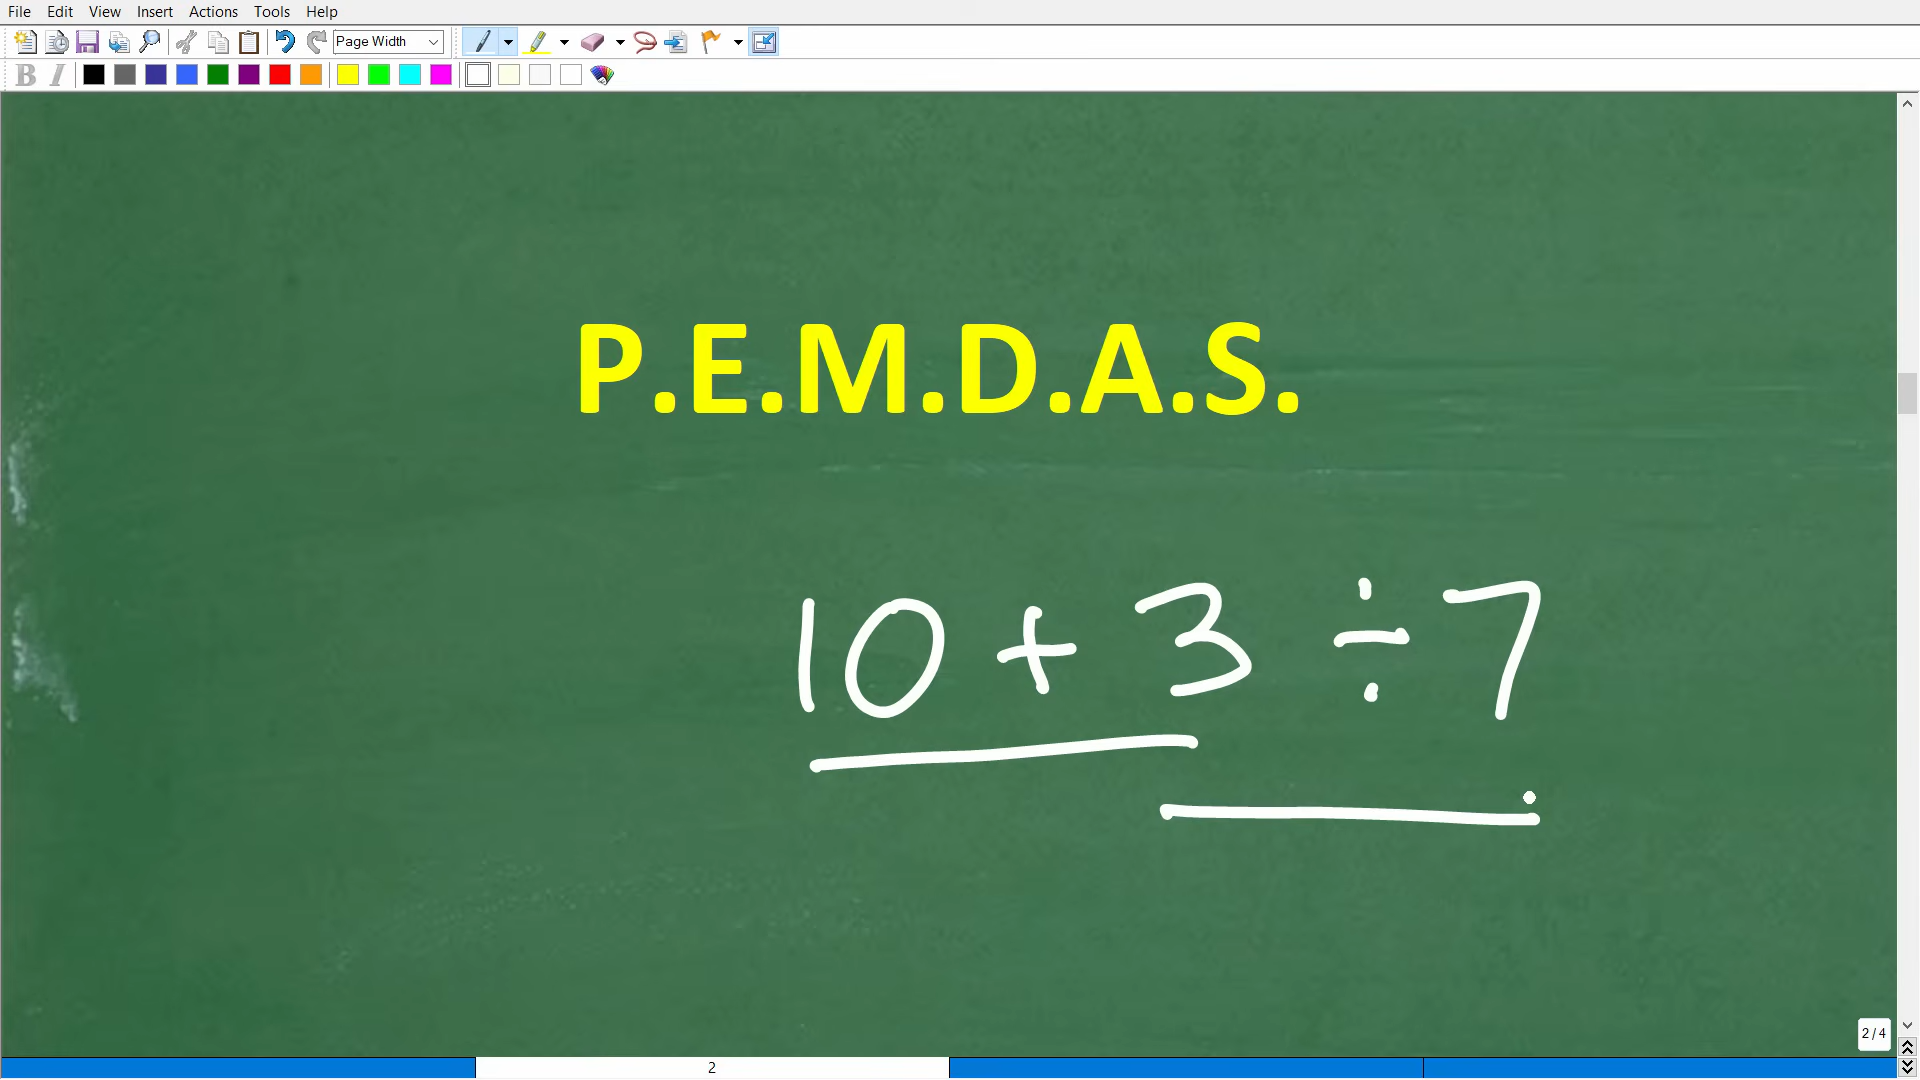 File Edit View Insert Actions Tools Help
Page Width
B I
P.E.M.D.A.S.
10 + 3 ÷ 7
2 / 4
2